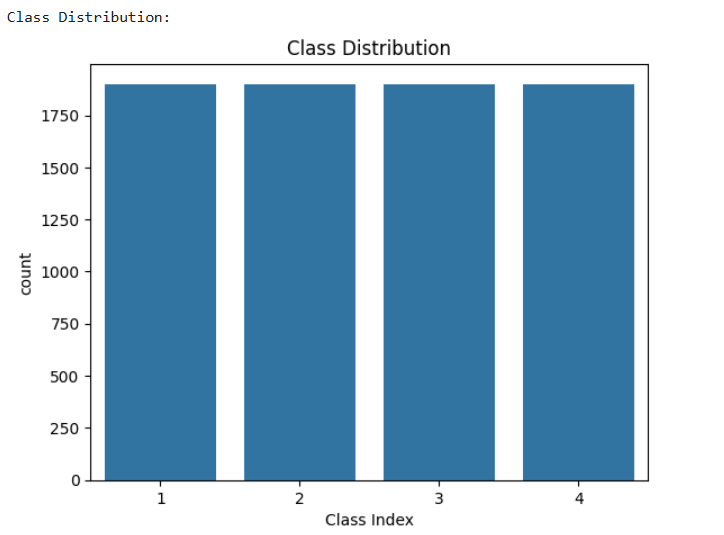 Class Distribution:
Class Distribution
1750
1500
1250
1000
750
500
250
0
count
1 2 3 4
Class Index